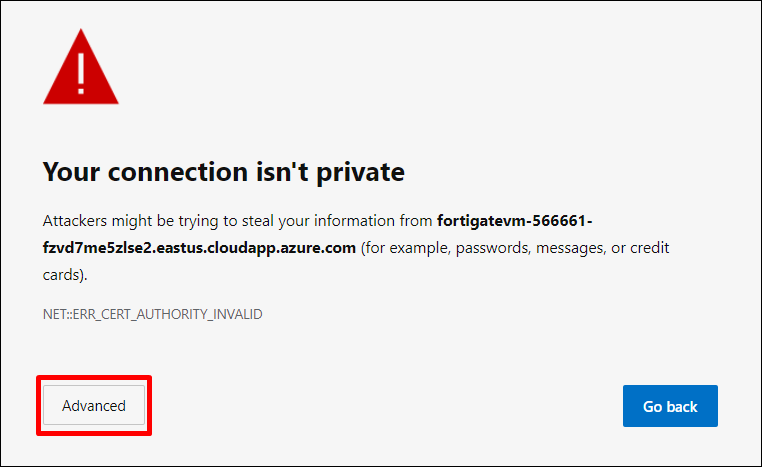 Your connection isn't private
Attackers might be trying to steal your information from fortigatevm-566661-
fzvd7me5zlse2.eastus.cloudapp.azure.com (for example, passwords, messages, or credit
cards).
NET::ERR_CERT_AUTHORITY_INVALID
Advanced
Go back